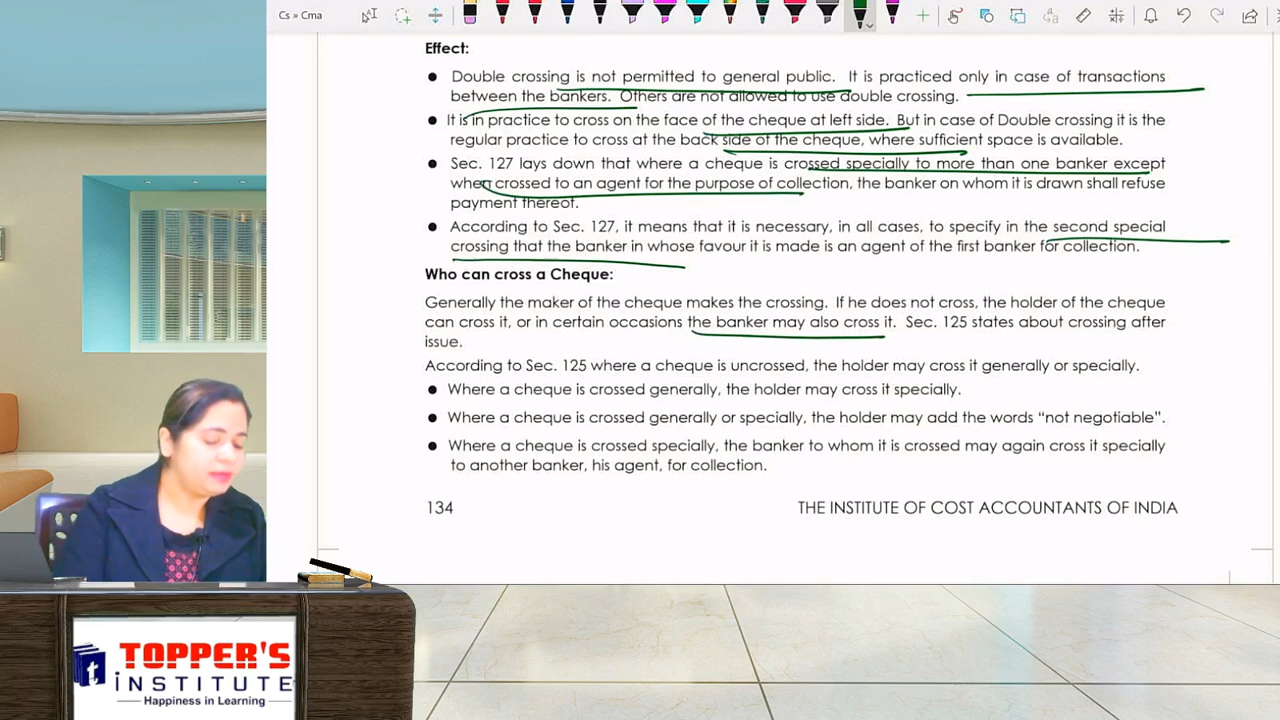 Cs » Cma
Effect:
● Double crossing is not permitted to general public. It is practiced only in case of transactions
between the bankers. Others are not allowed to use double crossing.
● It is in practice to cross on the face of the cheque at left side. But in case of Double crossing it is the
regular practice to cross at the back side of the cheque, where sufficient space is available.
● Sec. 127 lays down that where a cheque is crossed specially to more than one banker except
when crossed to an agent for the purpose of collection, the banker on whom it is drawn shall refuse
payment thereof.
● According to Sec. 127, it means that it is necessary, in all cases, to specify in the second special
crossing that the banker in whose favour it is made is an agent of the first banker for collection.
Who can cross a Cheque:
Generally the maker of the cheque makes the crossing. If he does not cross, the holder of the cheque
can cross it, or in certain occasions the banker may also cross it. Sec. 125 states about crossing after
issue.
According to Sec. 125 where a cheque is uncrossed, the holder may cross it generally or specially.
● Where a cheque is crossed generally, the holder may cross it specially.
● Where a cheque is crossed generally or specially, the holder may add the words “not negotiable”.
● Where a cheque is crossed specially, the banker to whom it is crossed may again cross it specially
to another banker, his agent, for collection.
134 THE INSTITUTE OF COST ACCOUNTANTS OF INDIA
t TOPPER'S
iNSTITUTE
Happiness in Learning